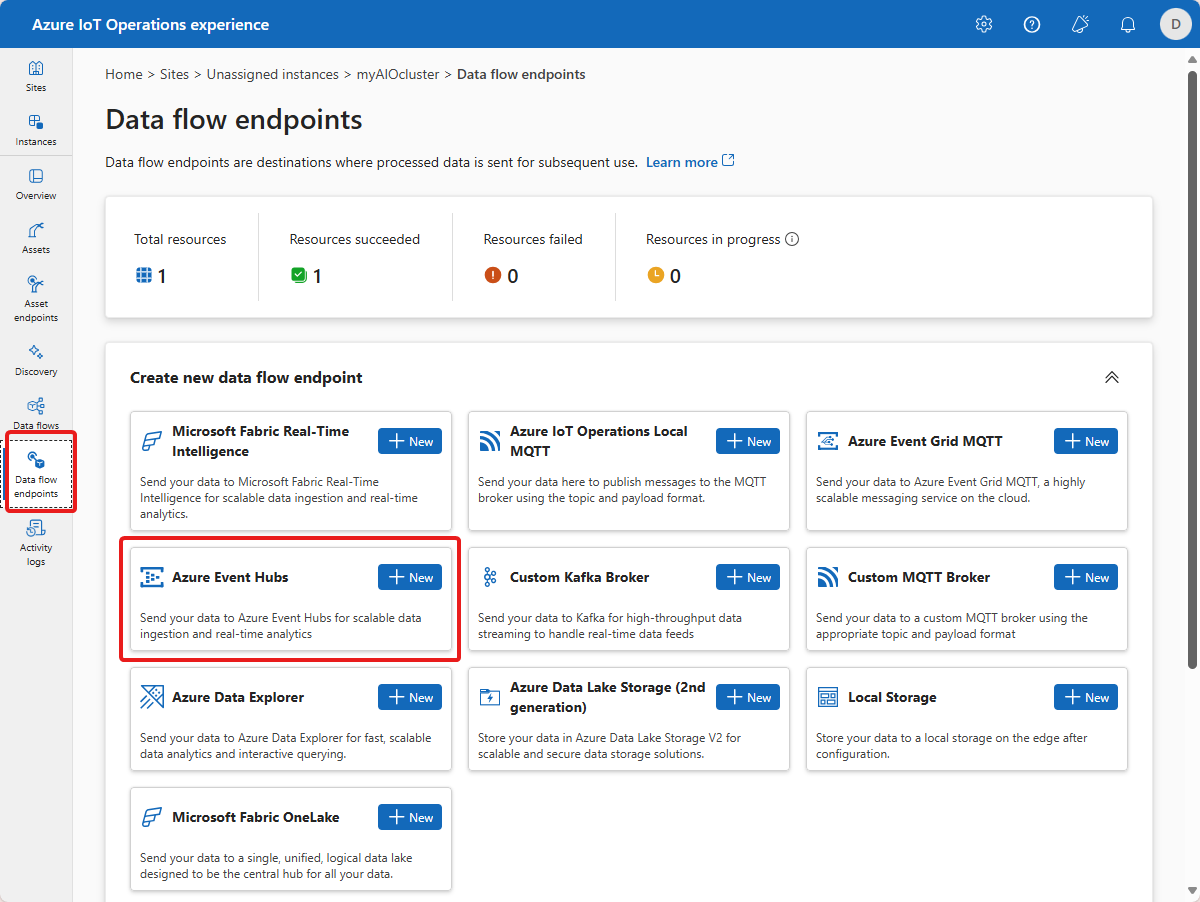 Azure IoT Operations experience
D
Sites
Instances
Overview
Assets
Asset
endpoints
Discovery
Data flows
Data flow
endpoints
Activity
logs
Home > Sites > Unassigned instances > myAIOcluster > Data flow endpoints
Data flow endpoints
Data flow endpoints are destinations where processed data is sent for subsequent use. Learn more
Total resources
1
Resources succeeded
1
Resources failed
0
Resources in progress
0
Create new data flow endpoint
Microsoft Fabric Real-Time
Intelligence
New
Send your data to Microsoft Fabric Real-Time
Intelligence for scalable data ingestion and real-time
analytics.
Azure IoT Operations Local
MQTT
New
Send your data here to publish messages to the MQTT
broker using the topic and payload format.
Azure Event Grid MQTT
New
Send your data to Azure Event Grid MQTT, a highly
scalable messaging service on the cloud.
Azure Event Hubs
New
Send your data to Azure Event Hubs for scalable data
ingestion and real-time analytics
Custom Kafka Broker
New
Send your data to Kafka for high-throughput data
streaming to handle real-time data feeds
Custom MQTT Broker
New
Send your data to a custom MQTT broker using the
appropriate topic and payload format
Azure Data Explorer
New
Send your data to Azure Data Explorer for fast, scalable
data analytics and interactive querying.
Azure Data Lake Storage (2nd
generation)
New
Store your data in Azure Data Lake Storage V2 for
scalable and secure data storage solutions.
Local Storage
New
Store your data to a local storage on the edge after
configuration.
Microsoft Fabric OneLake
New
Send your data to a single, unified, logical data lake
designed to be the central hub for all your data.